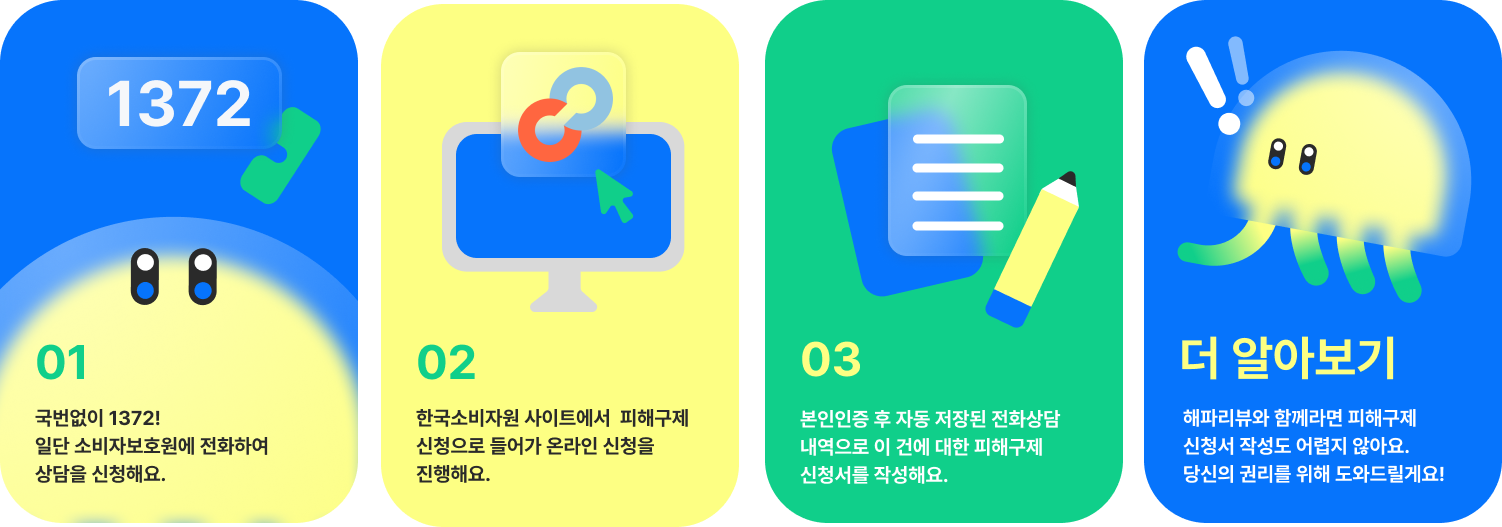 1372
01
국번없이 1372!
일단 소비자보호원에 전화하여
상담을 신청해요.
02
한국소비자원 사이트에서 피해구제
신청으로 들어가 온라인 신청을
진행해요.
03
본인인증 후 자동 저장된 전화상담
내역으로 이 건에 대한 피해구제
신청서를 작성해요.
더 알아보기
해파리뷰와 함께라면 피해구제
신청서 작성도 어렵지 않아요.
당신의 권리를 위해 도와드릴게요!